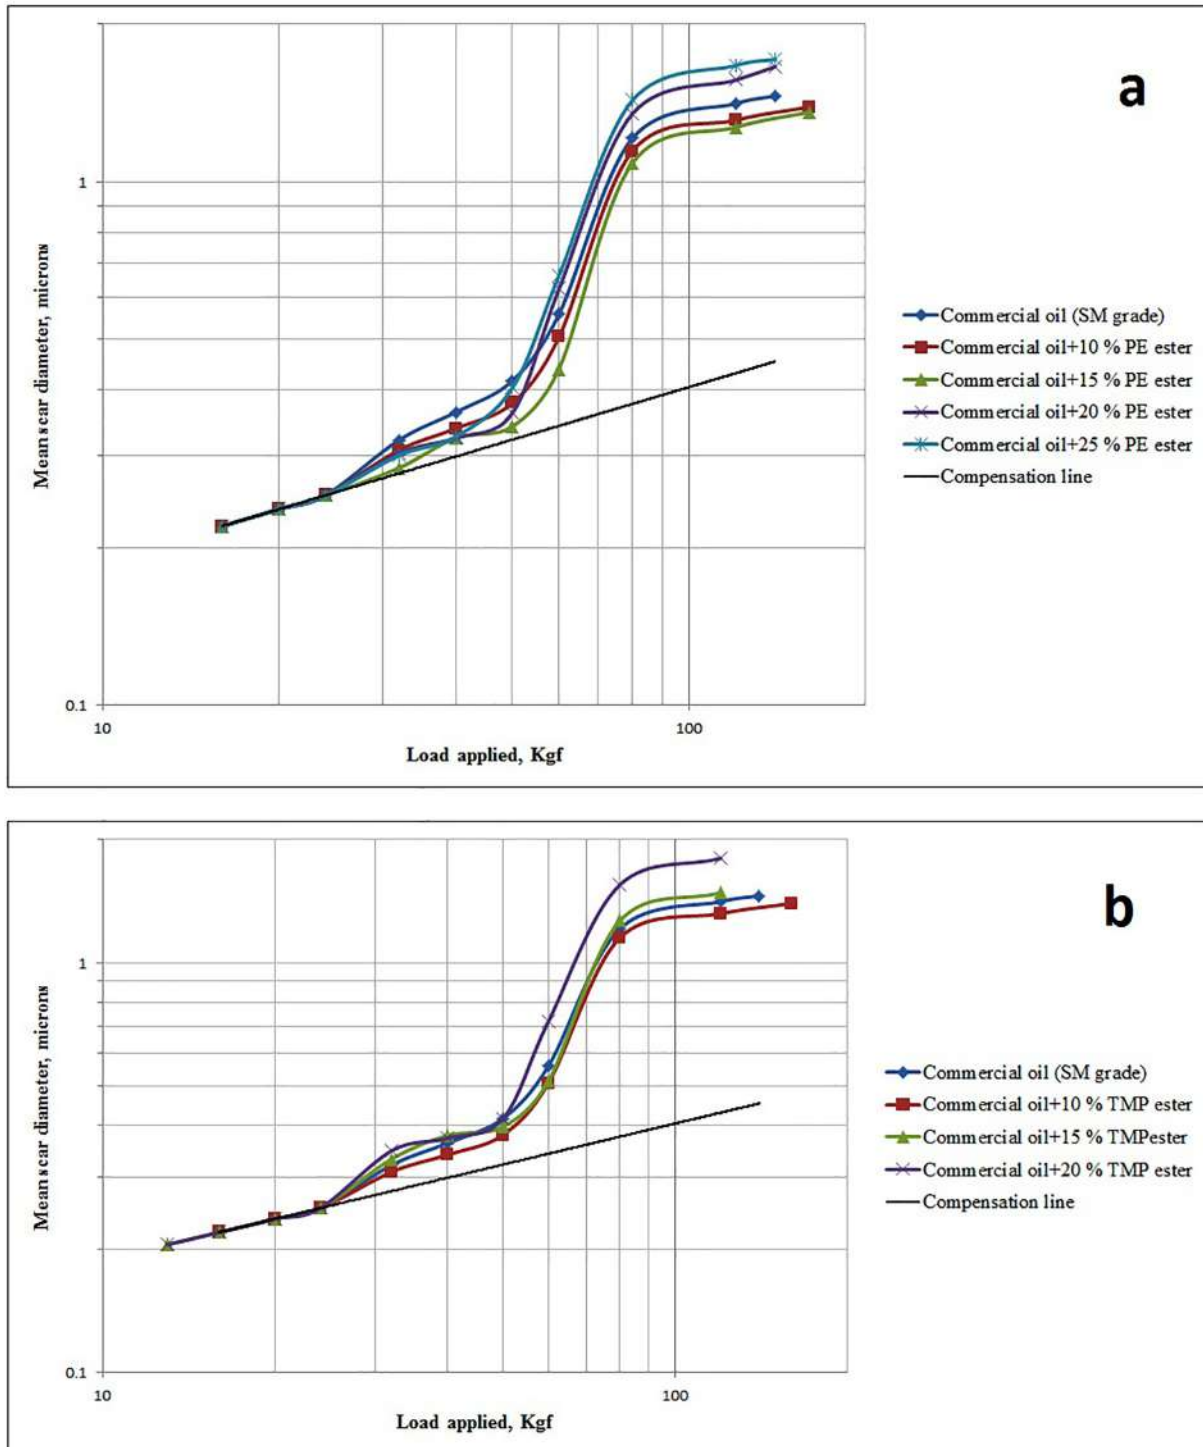 a
1
Mean scar diameter, microns
Commercial oil (SM grade)
Commercial oil+10 % PE ester
Commercial oil+15 % PE ester
Commercial oil+20 % PE ester
Commercial oil+25 % PE ester
Compensation line
0.1
10
100
Load applied, Kgf
b
1
Mean scar diameter, microns
Commercial oil (SM grade)
Commercial oil+10 % TMP ester
Commercial oil+15 % TMPester
Commercial oil+20 % TMP ester
Compensation line
0.1
10
100
Load applied, Kgf